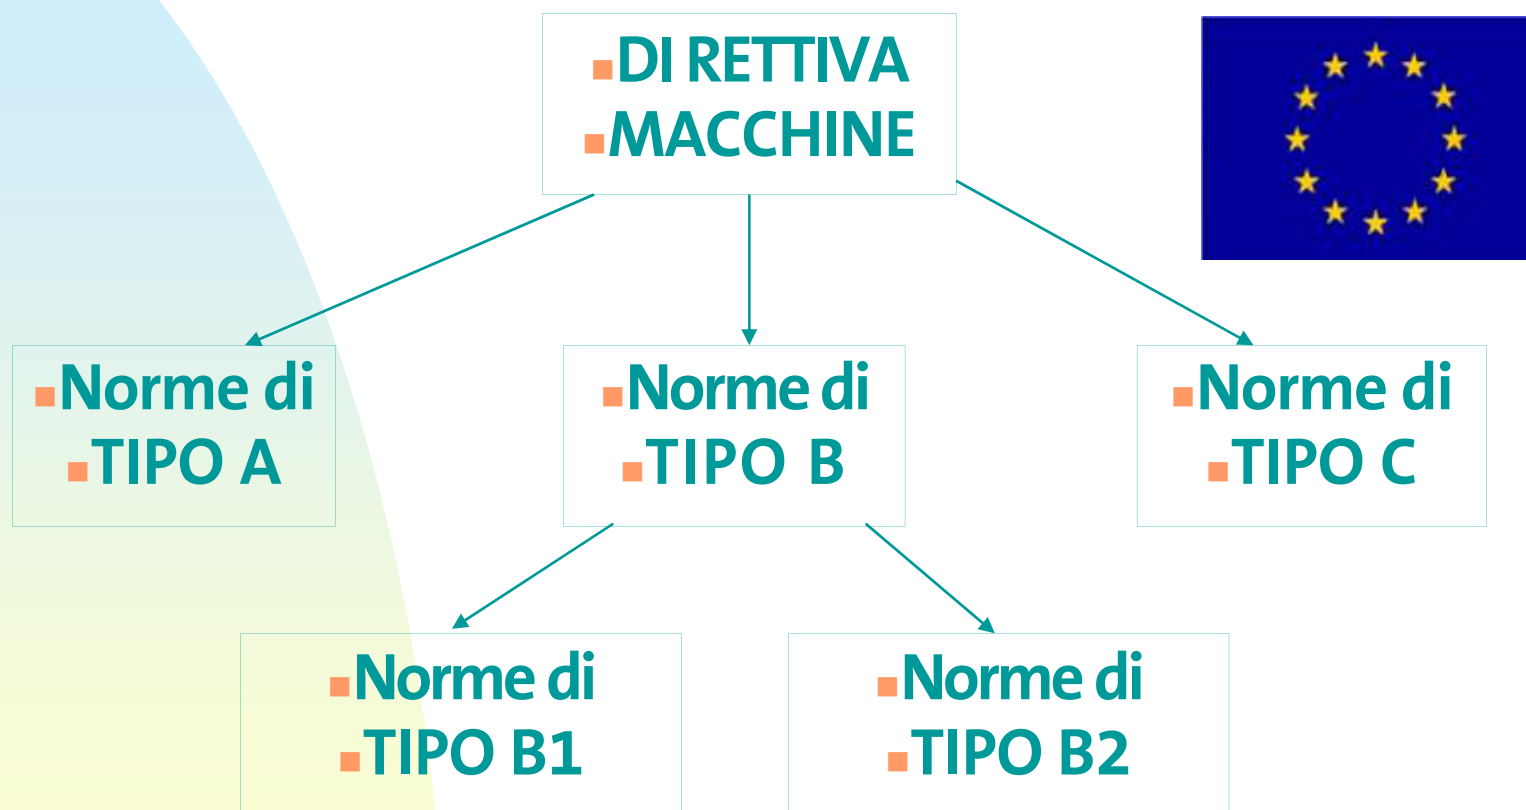 ▪DI RETTIVA
▪MACCHINE
▪Norme di
▪TIPO A
▪Norme di
▪TIPO B
▪Norme di
▪TIPO C
▪Norme di
▪TIPO B1
▪Norme di
▪TIPO B2